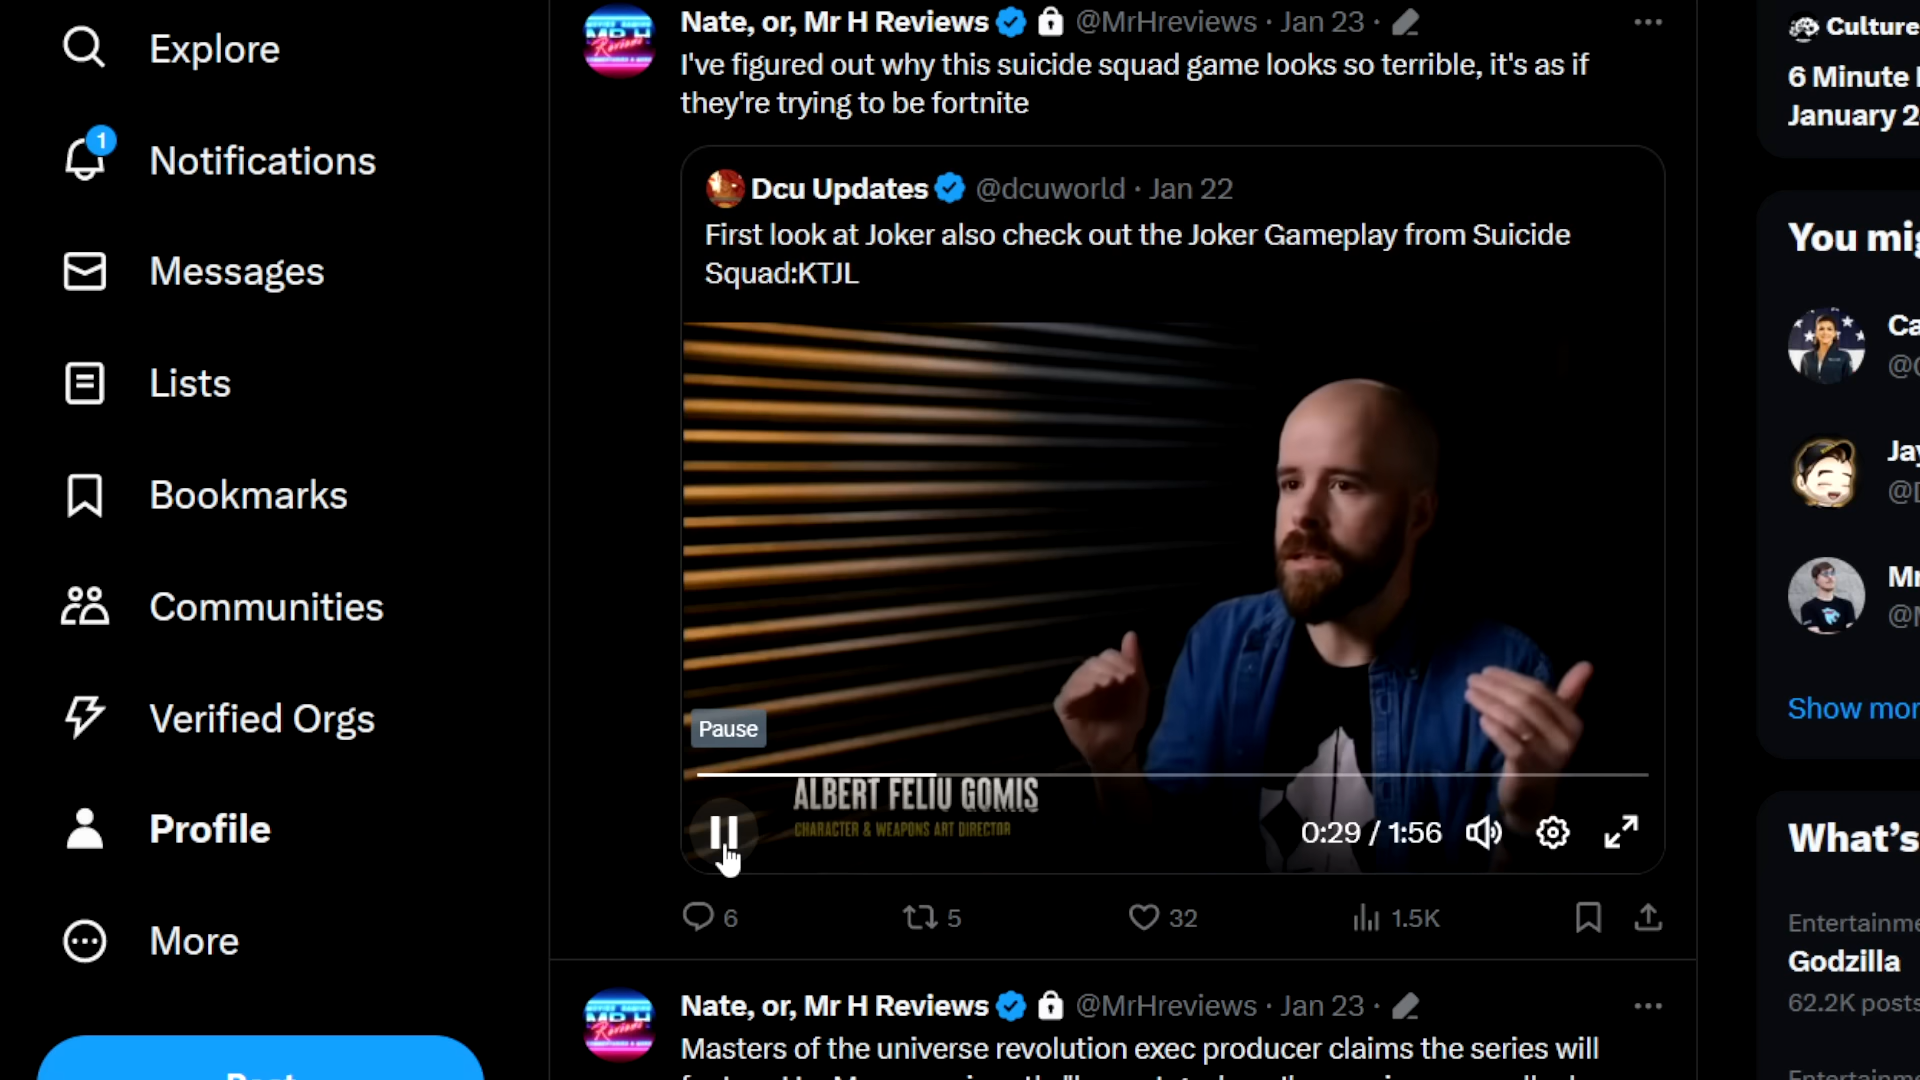 Explore
1
Notifications
Messages
Lists
Bookmarks
Communities
Verified Orgs
Profile
More
Nate, or, Mr H Reviews @MrHreviews · Jan 23 ·
I've figured out why this suicide squad game looks so terrible, it's as if
they're trying to be fortnite
Dcu Updates @dcuworld · Jan 22
First look at Joker also check out the Joker Gameplay from Suicide
Squad:KTJL
Pause
ALBERT FELIU GOMIS
CHARACTER & WEAPONS ART DIRECTOR
0:29 / 1:56
6 5 32 1.5K
Nate, or, Mr H Reviews @MrHreviews · Jan 23 ·
Masters of the universe revolution exec producer claims the series will
Culture
6 Minute
January 2
You mig
Ca
Jay
Mr
Show mor
What's
Entertainme
Godzilla
62.2K posts